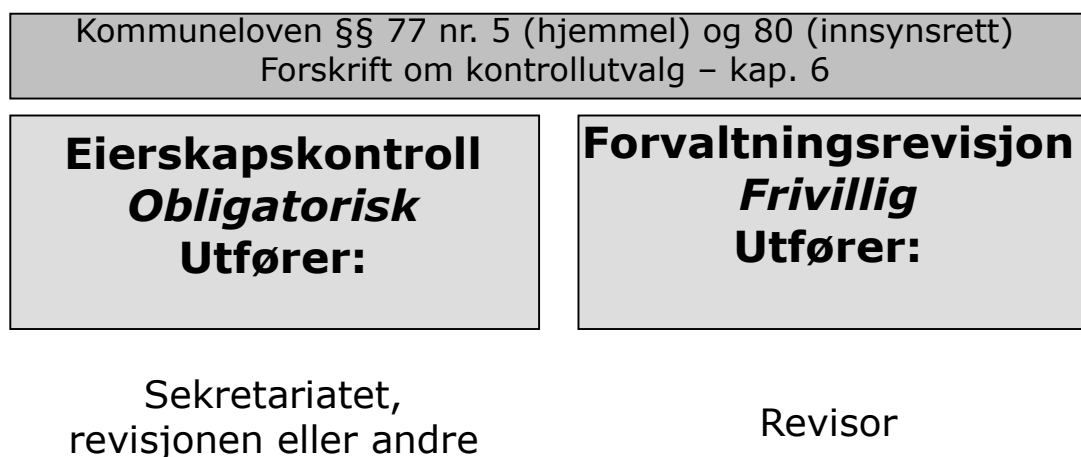 Kommuneloven §§ 77 nr. 5 (hjemmel) og 80 (innsynsrett)
Forskrift om kontrollutvalg – kap. 6
Eierskapskontroll
Obligatorisk
Utfører:
Forvaltningsrevisjon
Frivillig
Utfører:
Sekretariatet,
revisjonen eller andre
Revisor